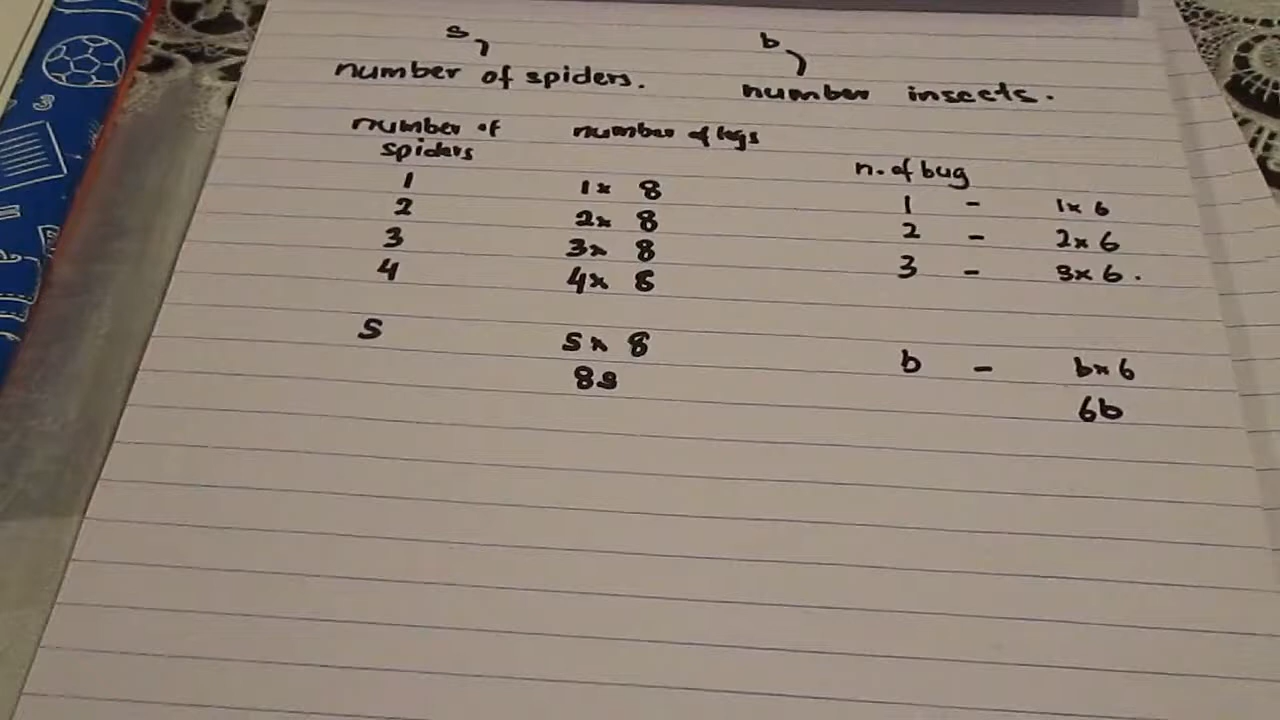 s, b,
number of spiders. number insects.
number of number of legs
spiders n. of bug
1 1x 8 1 - 1x 6
2 2x 8 2 - 2x 6
3 3x 8 3 - 3x 6.
4 4x 8
s s x 8 b - bx 6
8s 6b
3